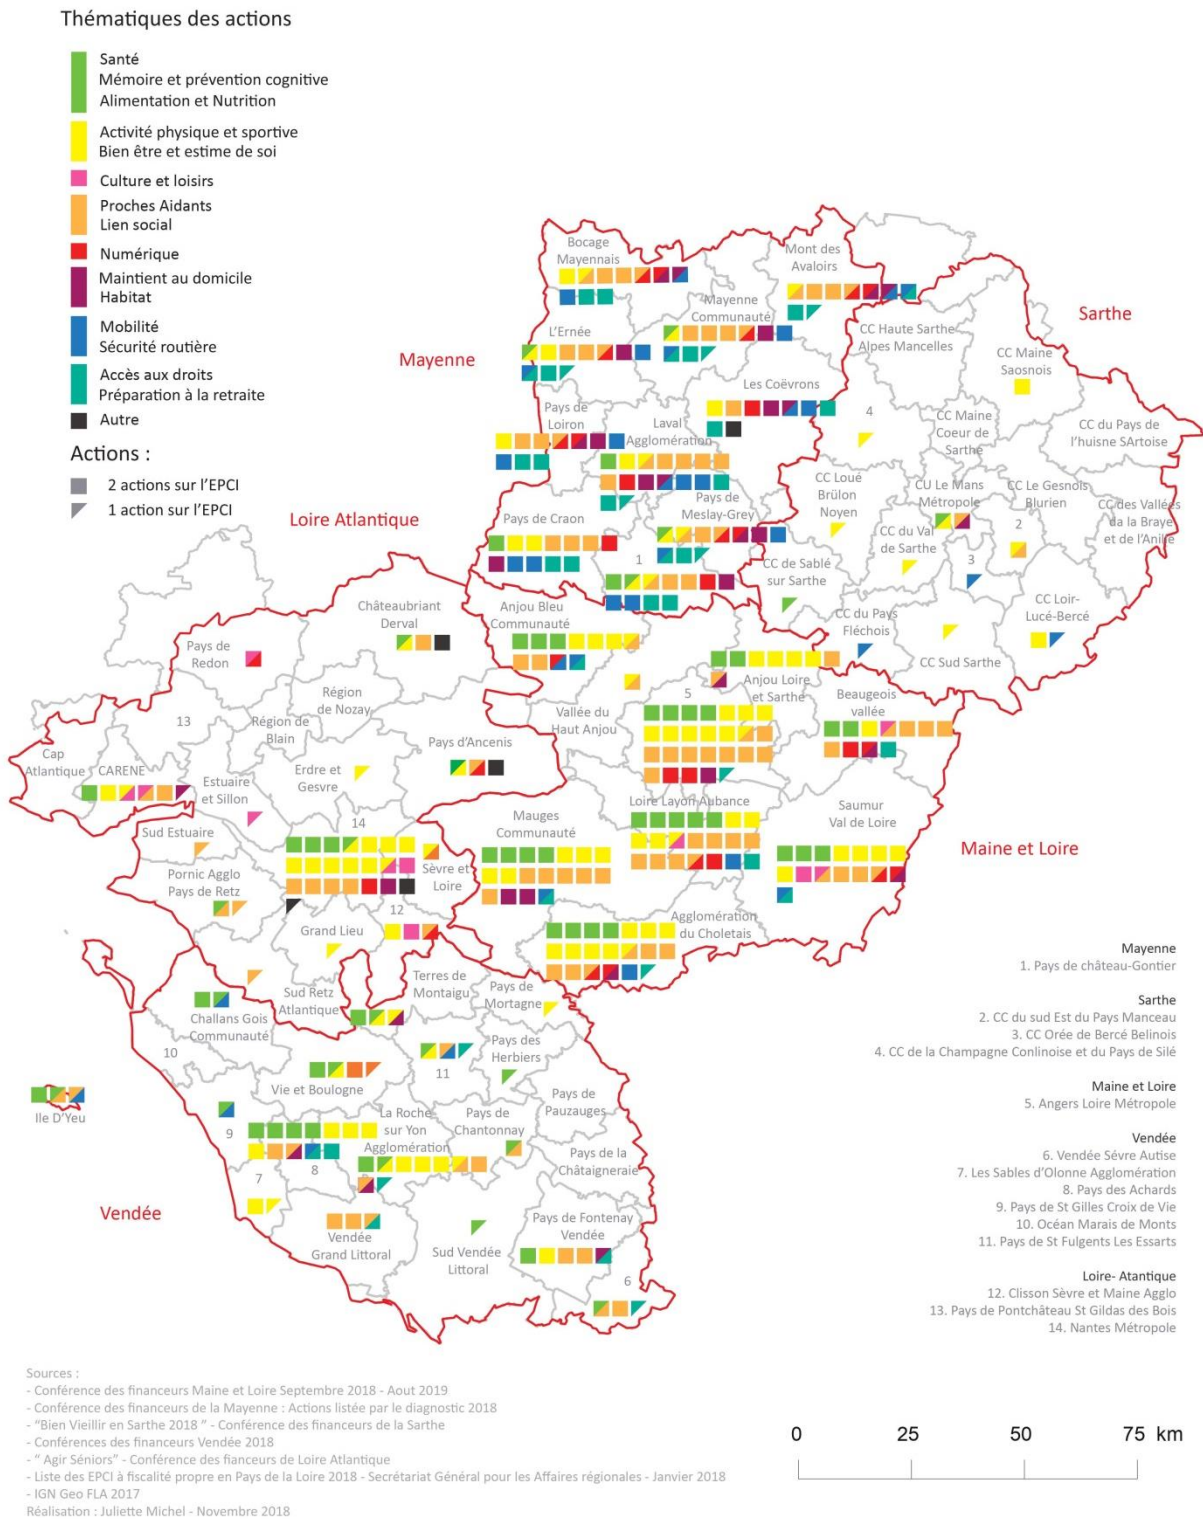 Thématiques des actions
Santé
Mémoire et prévention cognitive
Alimentation et Nutrition
Activité physique et sportive
Bien être et estime de soi
Culture et loisirs
Proches Aidants
Lien social
Numérique
Maintient au domicile
Habitat
Mobilité
Sécurité routière
Accès aux droits
Préparation à la retraite
Autre
Actions :
2 actions sur l'EPCI
1 action sur l'EPCI
Bocage
Mayennais
Mont des
Avaloirs
Mayenne
Communauté
L'Ernée
Mayenne
Sarthe
CC Haute Sarthe
Alpes Mancelles
CC Maine
Saosnois
Les Coëvrons
Pays de
Loiron
Laval
Agglomération
4
CC Maine
Coeur de
Sarthe
CC du Pays de
l'huisne SArtoise
CC Loué
Brûlon
Noyen
CU Le Mans
Métropole
CC Le Gesnois
Blurien
CC des Vallées
da la Braye
et de l'Anille
Pays de
Meslay-Grey
Pays de Craon
Loire Atlantique
CC du Val
de Sarthe
2
3
1
CC de Sablé
sur Sarthe
CC Loir-
Lucé-Bercé
CC du Pays
Fléchois
CC Sud Sarthe
Châteaubriant
Derval
Anjou Bleu
Communauté
Pays de
Redon
Région
de Nozay
Anjou Loire
et Sarthe
5
Beaugeois
vallée
Vallée du
Haut Anjou
13
Région de
Blain
Cap
Atlantique
CARENE
Pays d'Ancenis
Erdre et
Gesvre
Estuaire
et Sillon
14
Loire Layon Aubance
Mauges
Communauté
Saumur
Val de Loire
Sud Estuaire
Maine et Loire
Pornic Agglo
Pays de Retz
Sèvre et
Loire
12
Grand Lieu
Agglomération
du Choletais
Sud Retz
Atlantique
Terres de
Montaigu
Pays de
Mortagne
Challans Gois
Communauté
10
Pays des
Herbiers
11
Vie et Boulogne
Ile D'Yeu
9
La Roche
sur Yon
Agglomération
Pays de
Chantonnay
Pays de
Pauzauges
Pays de la
Châtaigneraie
8
7
Vendée
Vendée
Grand Littoral
Sud Vendée
Littoral
Pays de Fontenay
Vendée
6
Mayenne
1. Pays de château-Gontier
Sarthe
2. CC du sud Est du Pays Manceau
3. CC Orée de Bercé Belinois
4. CC de la Champagne Conlinoise et du Pays de Silé
Maine et Loire
5. Angers Loire Métropole
Vendée
6. Vendée Sévre Autise
7. Les Sables d'Olonne Agglomération
8. Pays des Achards
9. Pays de St Gilles Croix de Vie
10. Océan Marais de Monts
11. Pays de St Fulgents Les Essarts
Loire- Atantique
12. Clisson Sèvre et Maine Agglo
13. Pays de Pontchâteau St Gildas des Bois
14. Nantes Métropole
Sources :
- Conférence des financeurs Maine et Loire Septembre 2018 - Aout 2019
- Conférence des financeurs de la Mayenne : Actions listée par le diagnostic 2018
- "Bien Vieillir en Sarthe 2018 " - Conférence des financeurs de la Sarthe
- Conférences des financeurs Vendée 2018
- " Agir Séniors" - Conférence des fianceurs de Loire Atlantique
- Liste des EPCI à fiscalité propre en Pays de la Loire 2018 - Secrétariat Général pour les Affaires régionales - Janvier 2018
- IGN Geo FLA 2017
Réalisation : Juliette Michel - Novembre 2018
0 25 50 75 km